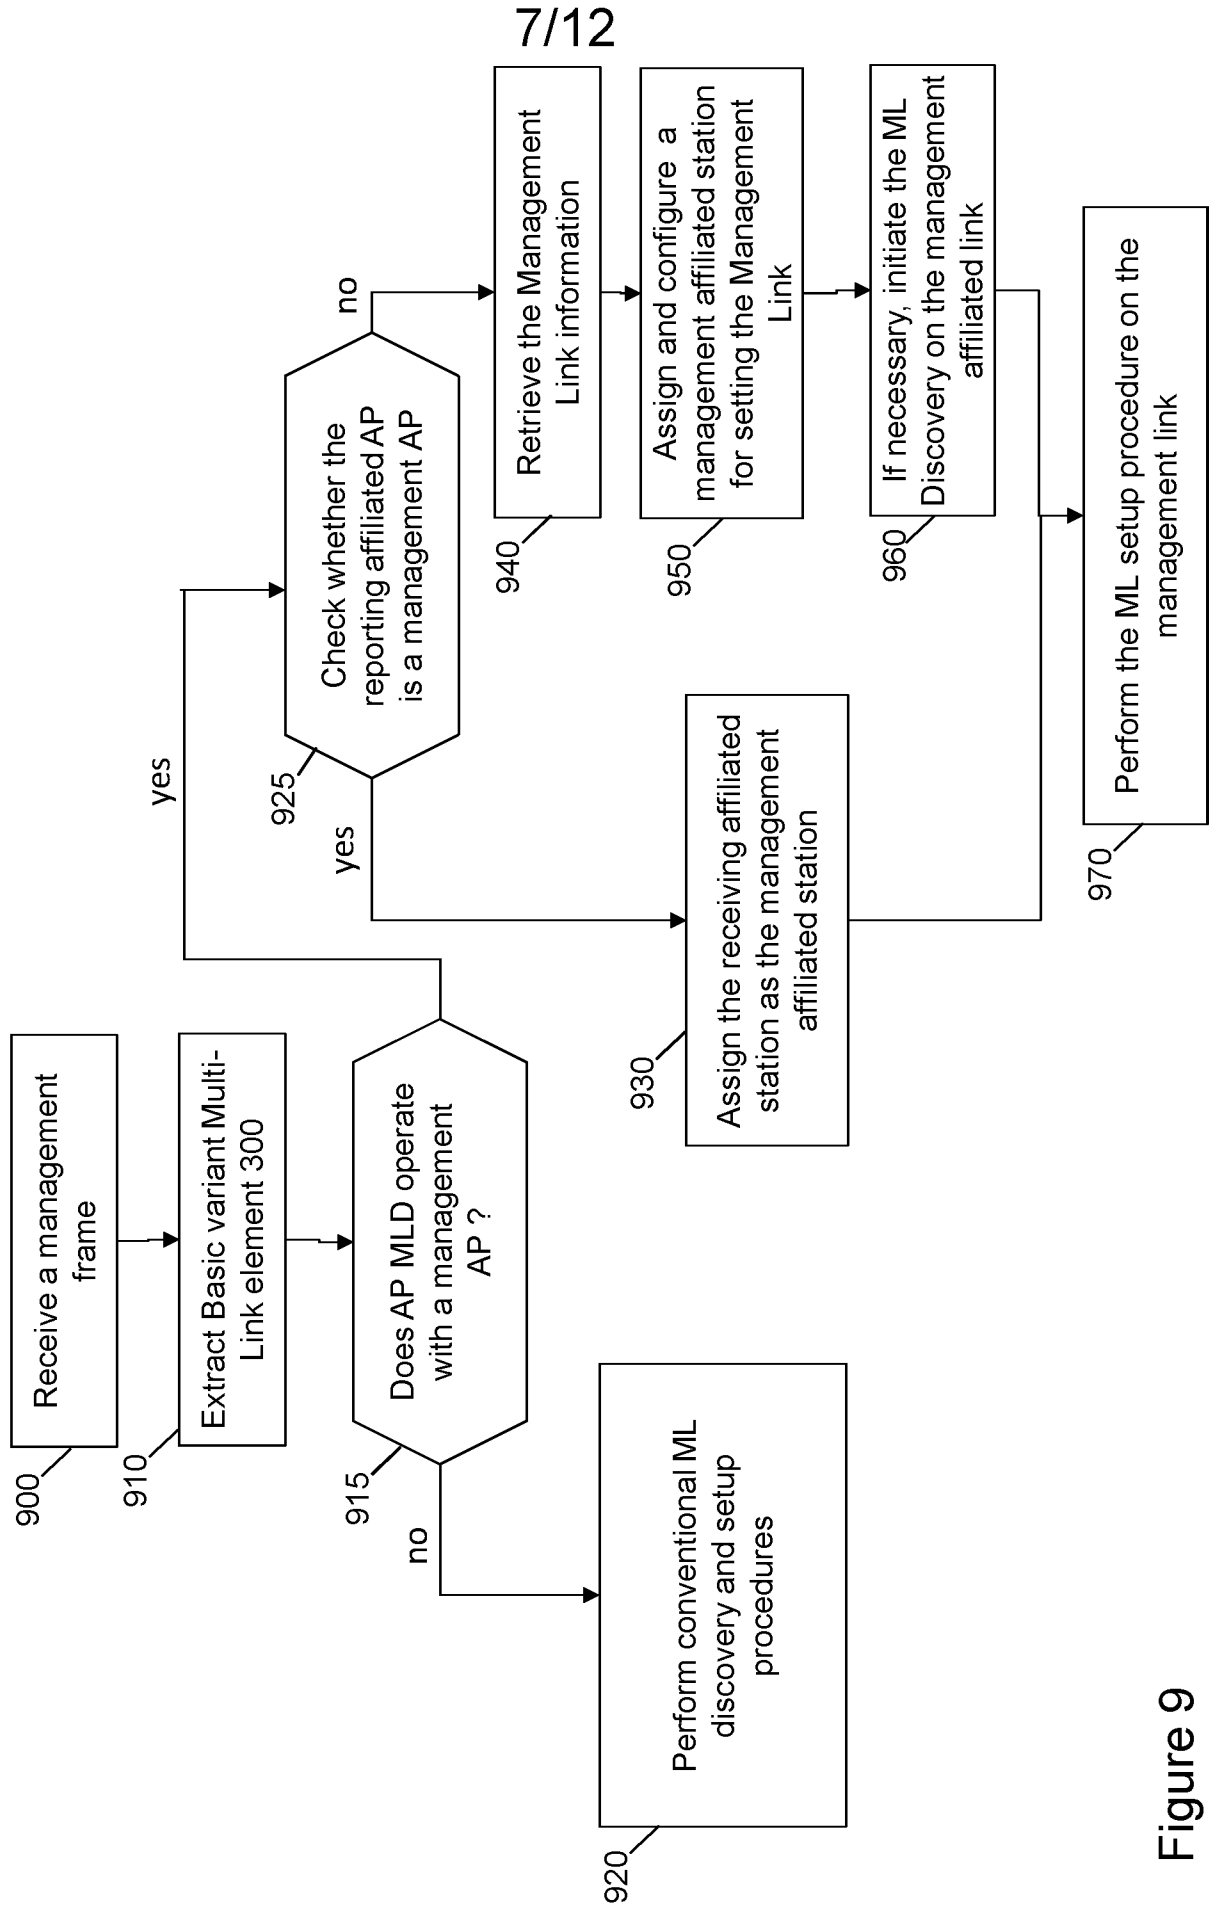 7/12
Receive a management
frame
900
Extract Basic variant Multi-
Link element 300
910
Does AP MLD operate
with a management
AP ?
915
no
yes
Perform conventional ML
discovery and setup
procedures
920
Check whether the
reporting affiliated AP
is a management AP
925
yes
no
Assign the receiving affiliated
station as the management
affiliated station
930
Retrieve the Management
Link information
940
Assign and configure a
management affiliated station
for setting the Management
Link
950
If necessary, initiate the ML
Discovery on the management
affiliated link
960
Perform the ML setup procedure on the
management link
970
Figure 9